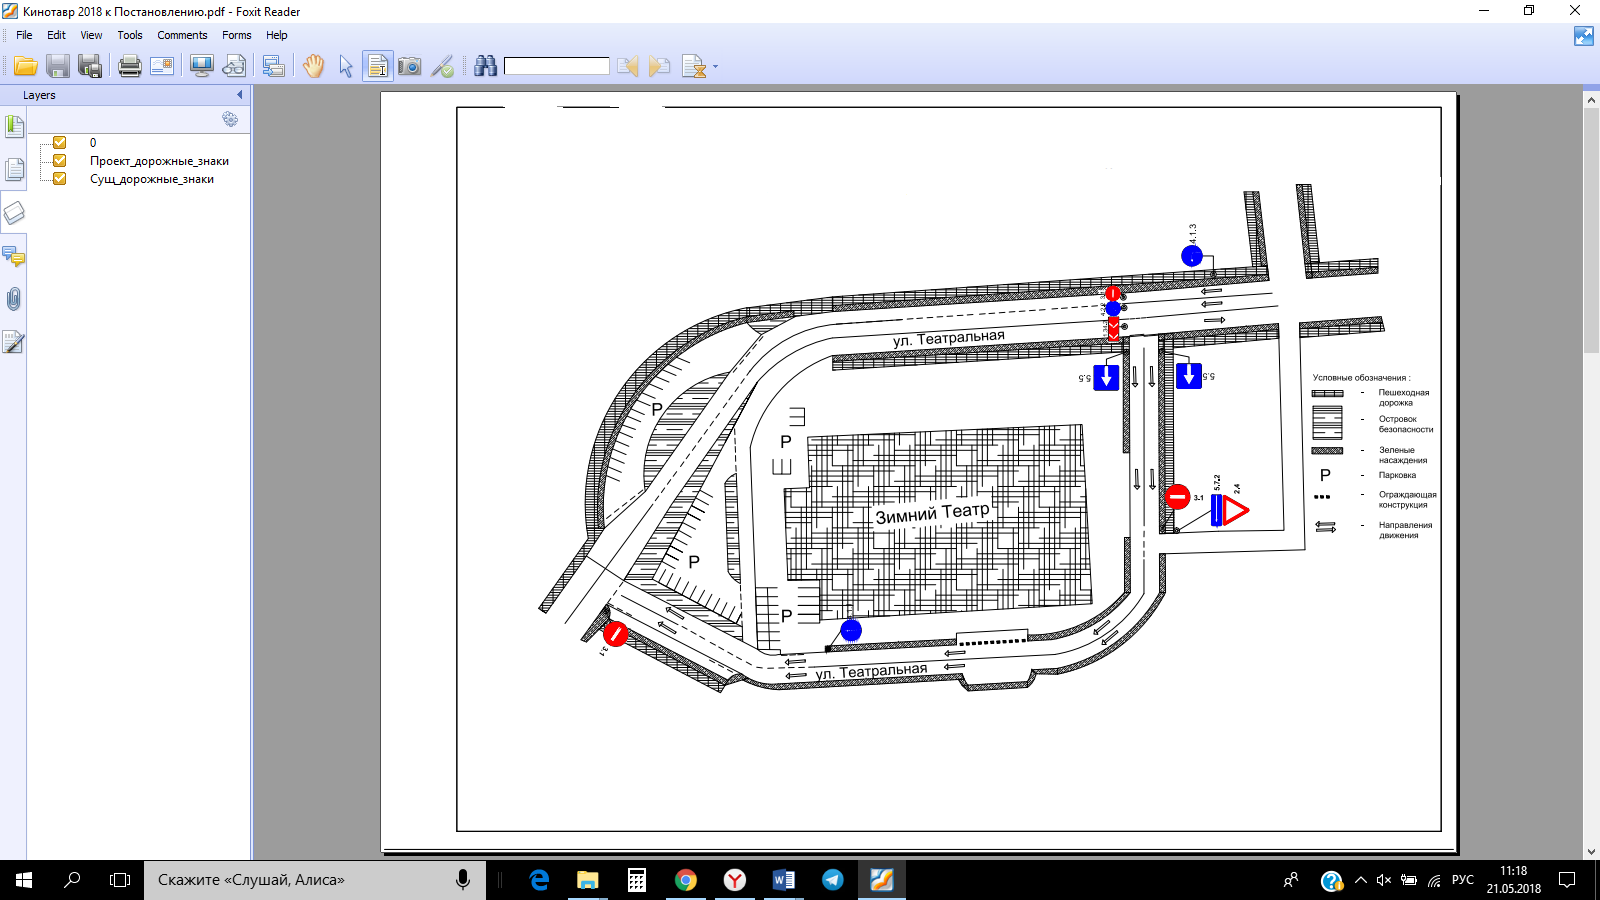 Кинотавр 2018 к Постановлению.pdf - Foxit Reader
File Edit View Tools Comments Forms Help
Layers
0
Проект_дорожные_знаки
Сущ_дорожные_знаки
4.1.3
ул. Театральная
5.5
5.5
P
P
Зимний Театр
3.1
5.7.2
2.4
P
P
3.1
ул. Театральная
Условные обозначения :
- Пешеходная
дорожка
- Островок
безопасности
- Зеленые
насаждения
P - Парковка
- Ограждающая
конструкция
- Направления
движения
Скажите «Слушай, Алиса»
РУС
11:18
21.05.2018